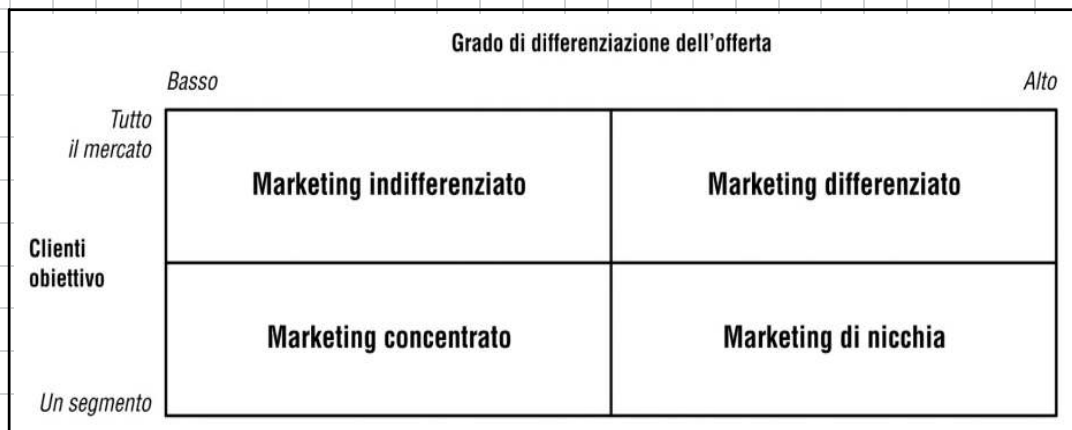 Grado di differenziazione dell'offerta
Basso
Alto
Tutto
il mercato
Marketing indifferenziato
Marketing differenziato
Clienti
obiettivo
Marketing concentrato
Marketing di nicchia
Un segmento